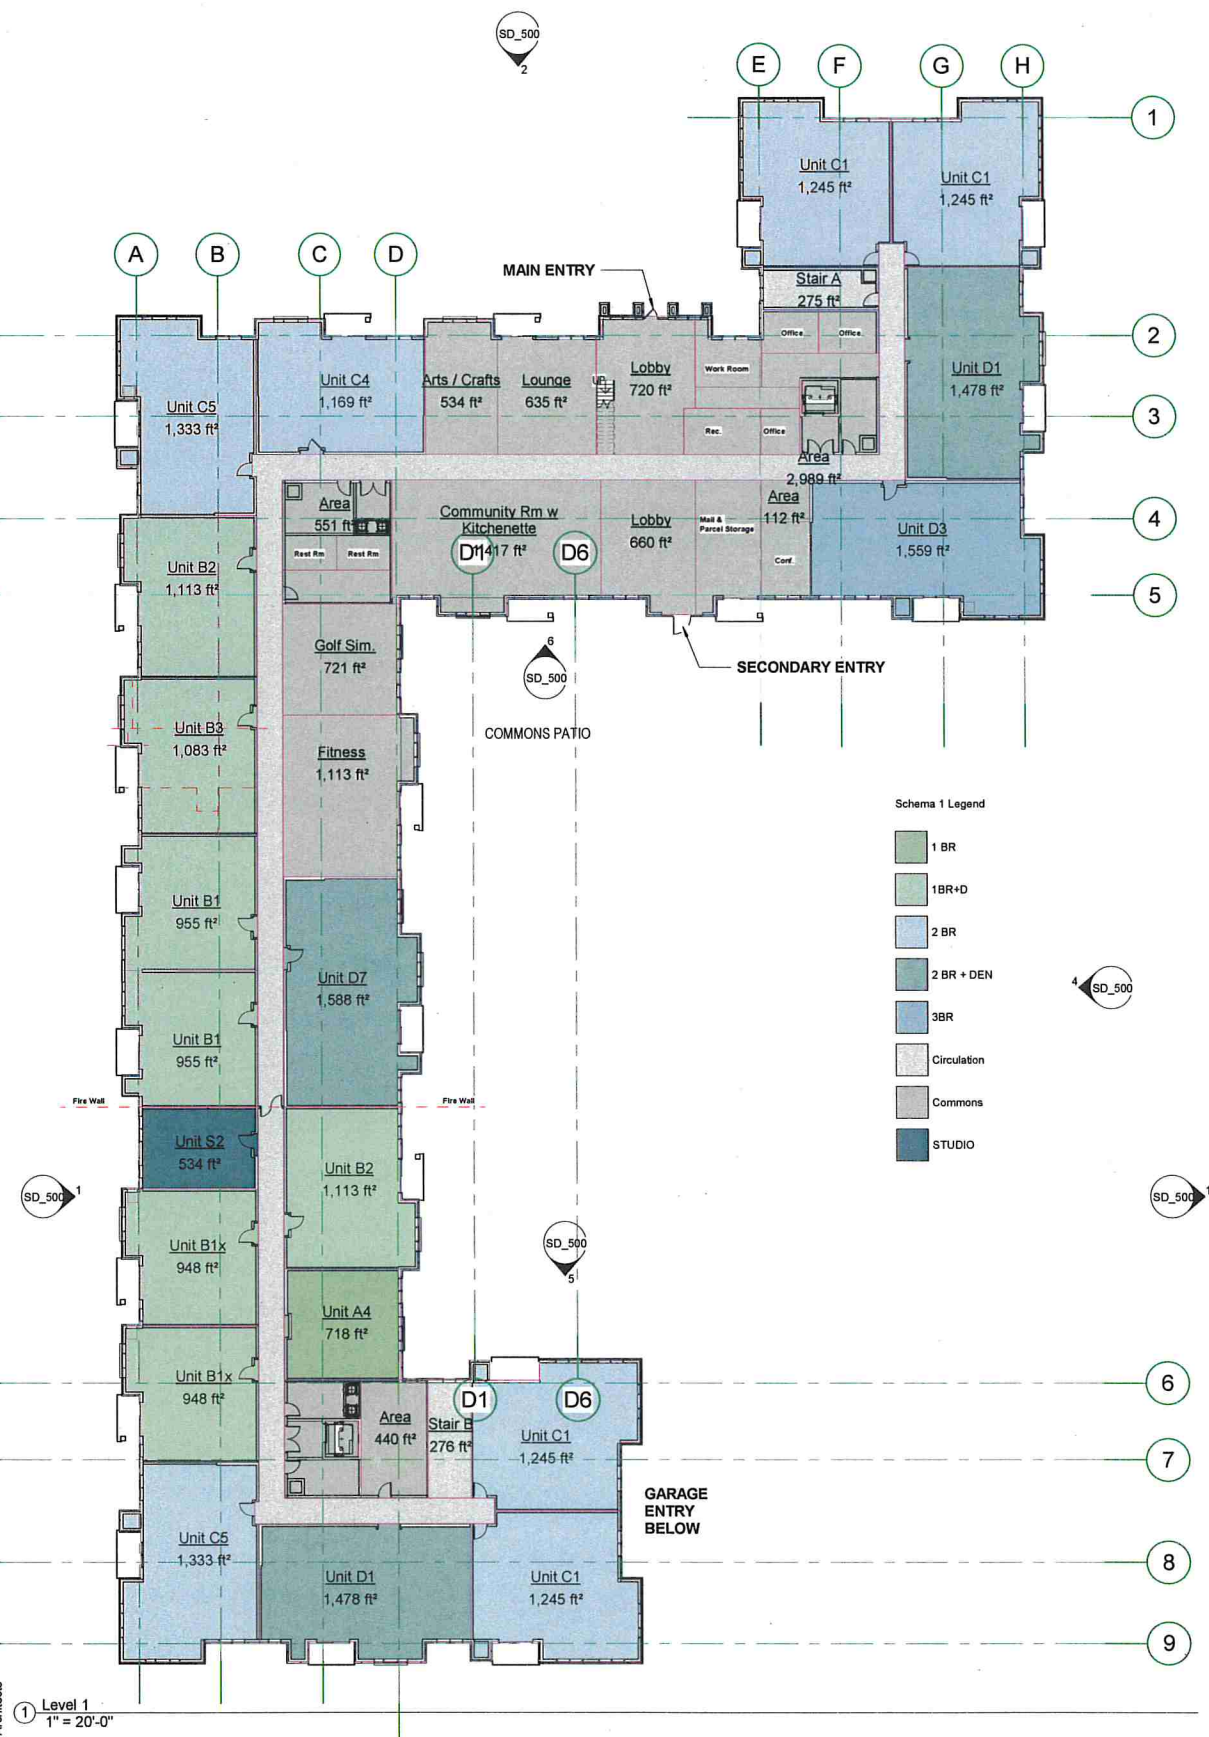 SD_500
2
E
F
G
H
1
Unit C1
1,245 ft²
Unit C1
1,245 ft²
A
B
C
D
MAIN ENTRY
Stair A
275 ft²
2
Office
Office
Unit C4
1,169 ft²
Arts / Crafts
534 ft²
Lounge
635 ft²
UP
Lobby
720 ft²
Work Room
Unit D1
1,478 ft²
Unit C5
1,333 ft²
3
Rec.
Office
Area
2,989 ft²
Area
551 ft²
Community Rm w
Kitchenette
417 ft²
Lobby
660 ft²
Mail &
Parcel Storage
Area
112 ft²
Unit D3
1,559 ft²
4
Rest Rm
Rest Rm
D1
D6
Conf.
Unit B2
1,113 ft²
5
Golf Sim.
721 ft²
6
SD_500
SECONDARY ENTRY
Unit B3
1,083 ft²
COMMONS PATIO
Fitness
1,113 ft²
Schema 1 Legend
1 BR
1BR+D
2 BR
2 BR + DEN
3BR
Circulation
Commons
STUDIO
Unit B1
955 ft²
Unit D7
1,588 ft²
4
SD_500
Unit B1
955 ft²
Fire Wall
Fire Wall
Unit S2
534 ft²
Unit B2
1,113 ft²
SD_500
1
SD_500
1
Unit B1x
948 ft²
SD_500
5
Unit A4
718 ft²
Unit B1x
948 ft²
6
D1
D6
Area
440 ft²
Stair B
276 ft²
Unit C1
1,245 ft²
7
GARAGE
ENTRY
BELOW
Unit C5
1,333 ft²
Unit D1
1,478 ft²
Unit C1
1,245 ft²
8
9
1
Level 1
1" = 20'-0"